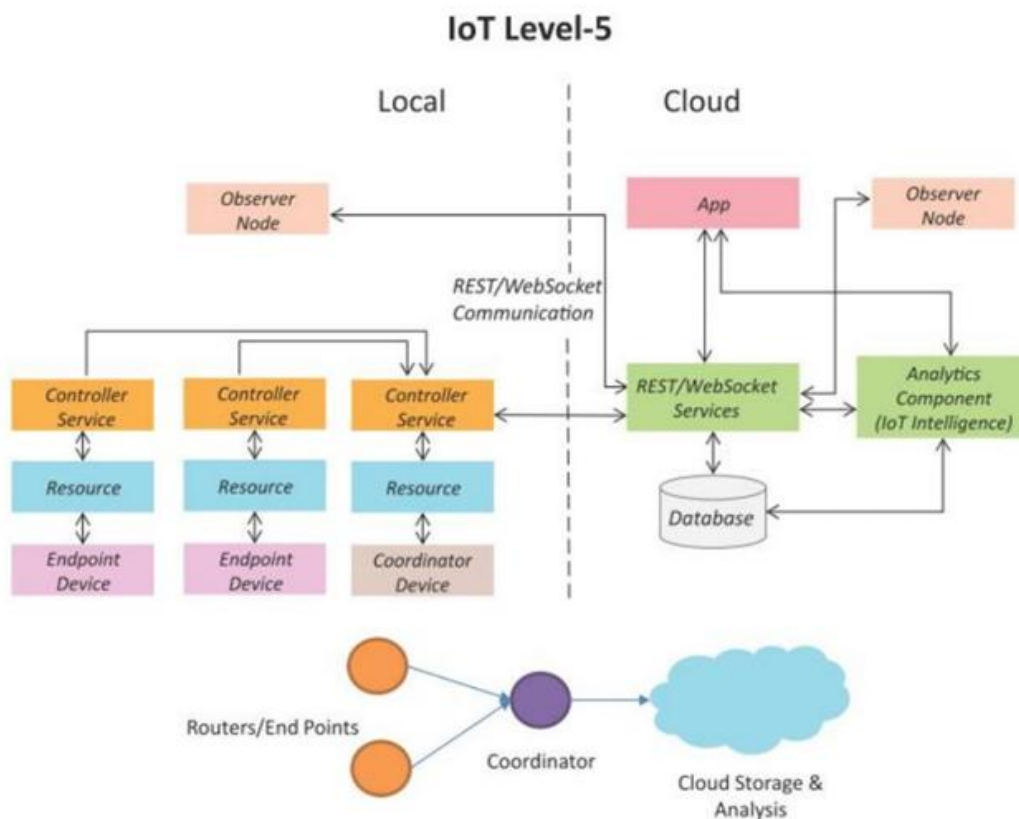 IoT Level-5
Local
Cloud
Observer
Node
App
Observer
Node
REST/WebSocket
Communication
Controller
Service
Controller
Service
Controller
Service
REST/WebSocket
Services
Analytics
Component
(IoT Intelligence)
Resource
Resource
Resource
Database
Endpoint
Device
Endpoint
Device
Coordinator
Device
Routers/End Points
Coordinator
Cloud Storage &
Analysis